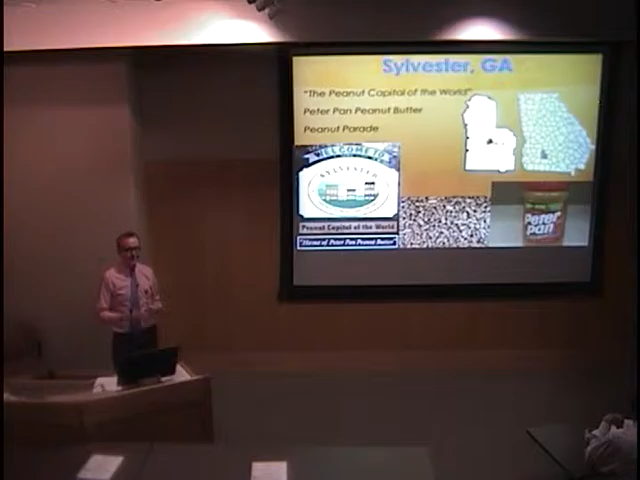 Sylvester, GA
"The Peanut Capital of the World"
Peter Pan Peanut Butter
Peanut Parade
WELCOME TO
SYLVESTER
Peanut Capital of the World
"Home of Peter Pan Peanut Butter"
Peter
pan